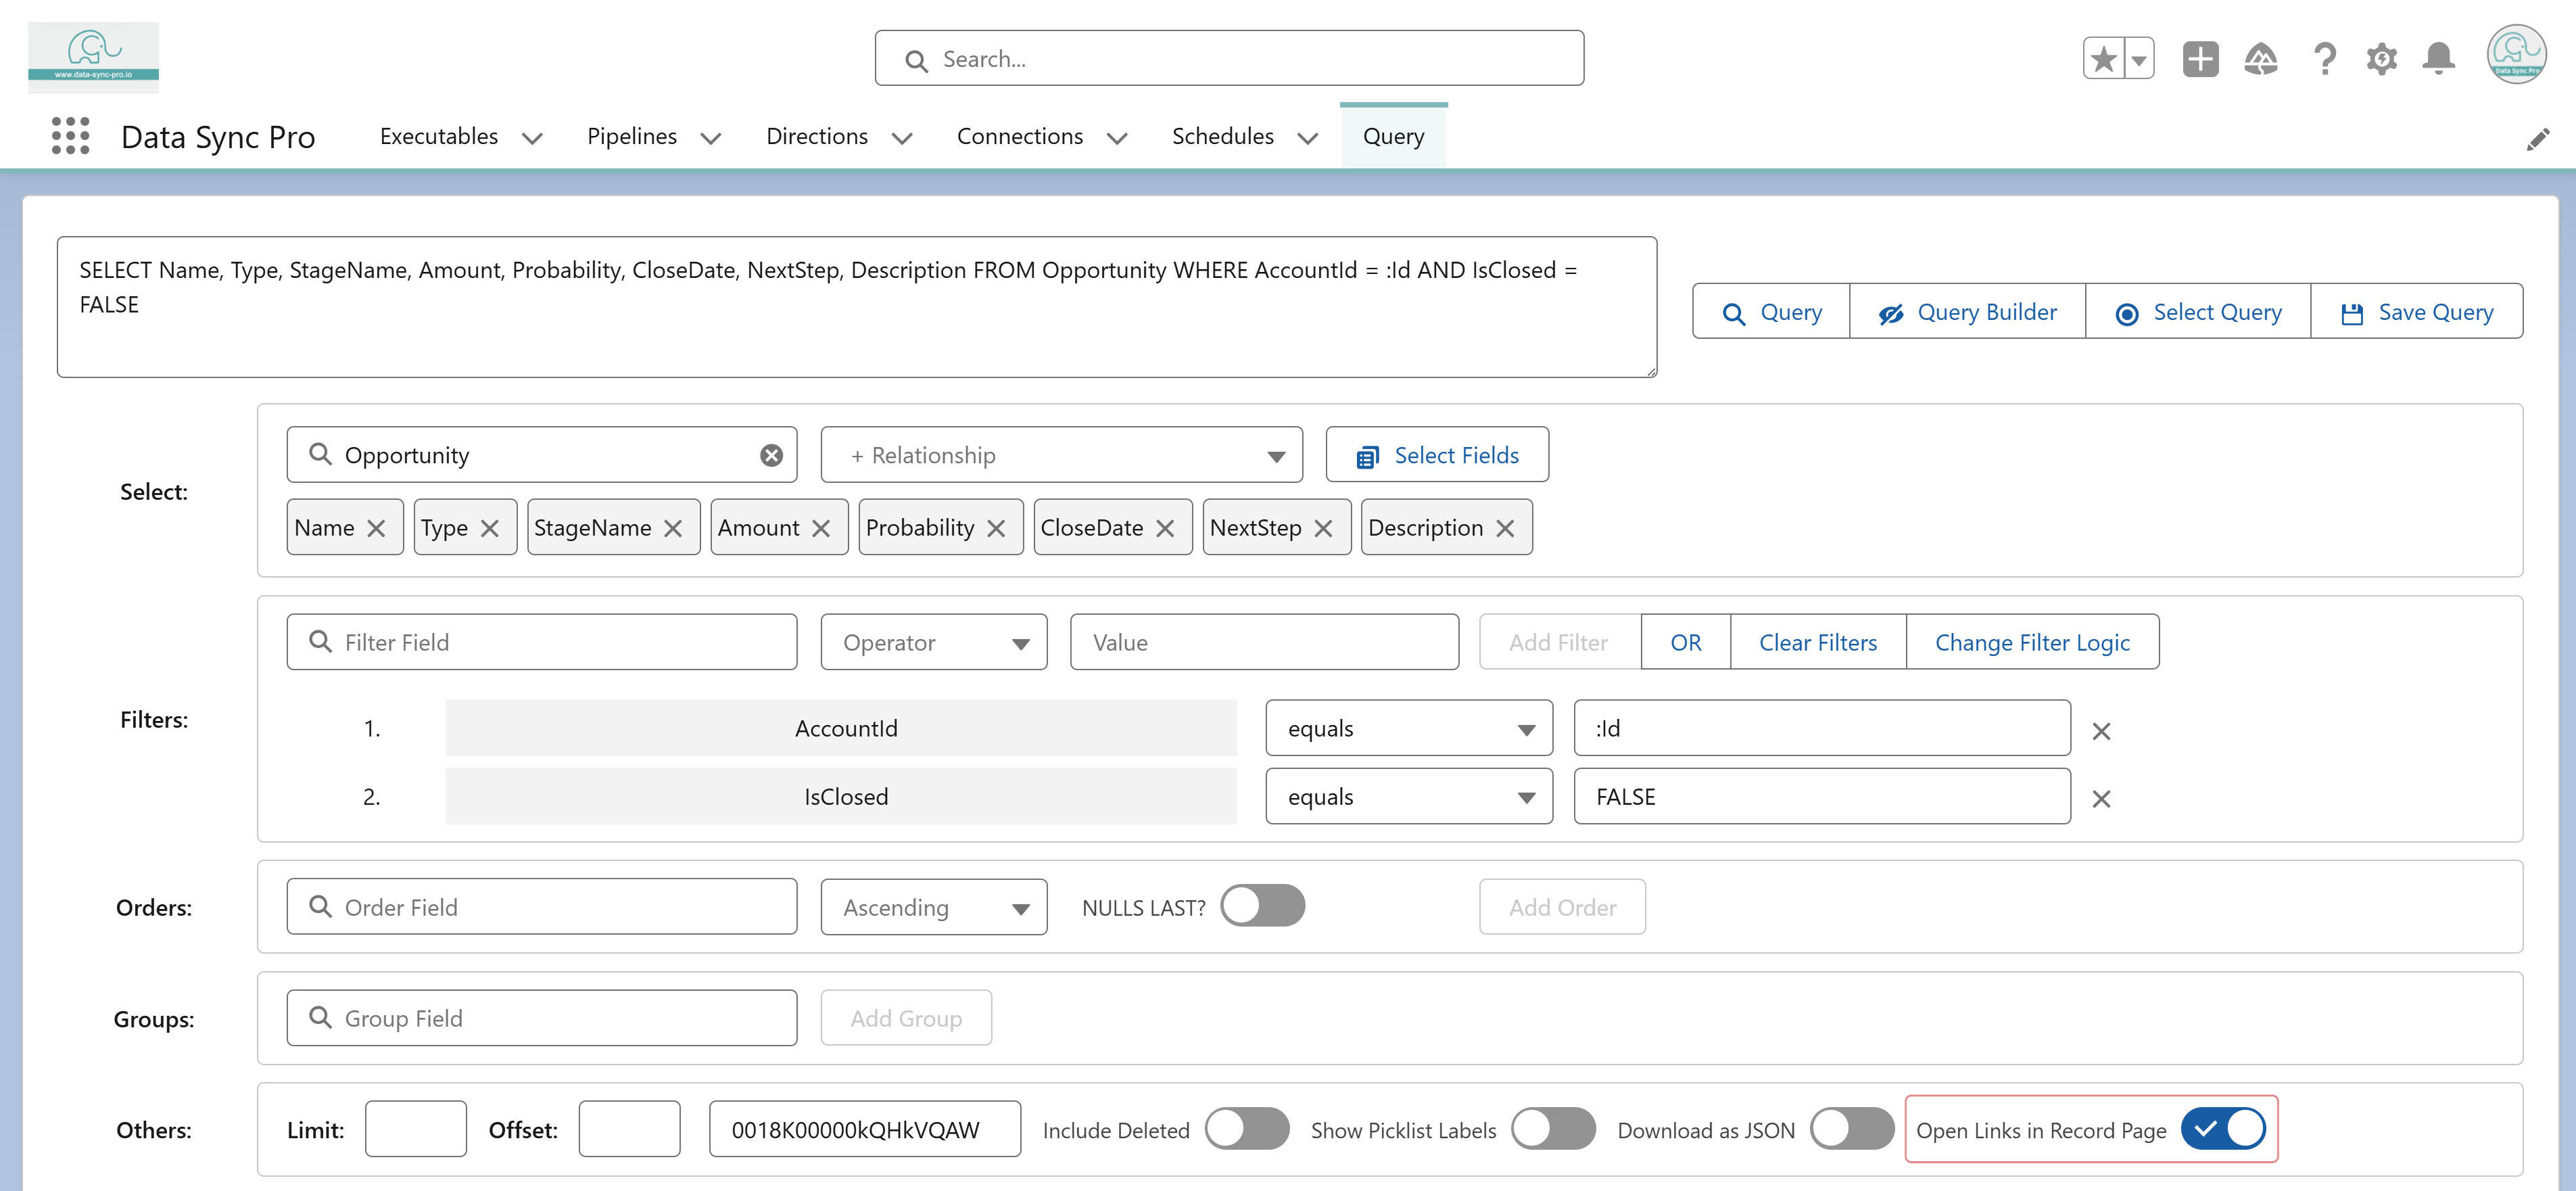 www.data-sync-pro.io
Search...
Data Sync Pro
Data Sync Pro
Executables
Pipelines
Directions
Connections
Schedules
Query
SELECT Name, Type, StageName, Amount, Probability, CloseDate, NextStep, Description FROM Opportunity WHERE AccountId = :Id AND IsClosed =
FALSE
Query
Query Builder
Select Query
Save Query
Select:
Opportunity
+ Relationship
Select Fields
Name
Type
StageName
Amount
Probability
CloseDate
NextStep
Description
Filters:
Filter Field
Operator
Value
Add Filter
OR
Clear Filters
Change Filter Logic
1.
AccountId
equals
:Id
2.
IsClosed
equals
FALSE
Orders:
Order Field
Ascending
NULLS LAST?
Add Order
Groups:
Group Field
Add Group
Others:
Limit:
Offset:
0018K00000kQHkVQAW
Include Deleted
Show Picklist Labels
Download as JSON
Open Links in Record Page